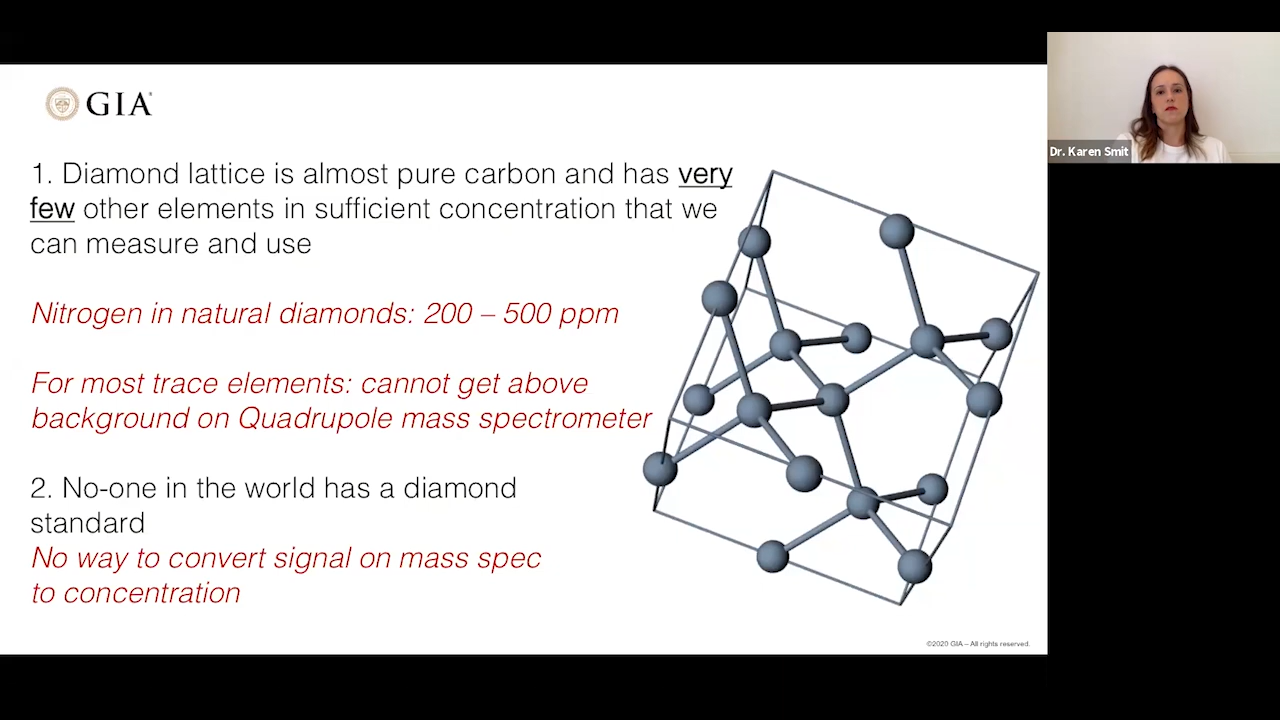 GIA®
1. Diamond lattice is almost pure carbon and has very
few other elements in sufficient concentration that we
can measure and use
Nitrogen in natural diamonds: 200 – 500 ppm
For most trace elements: cannot get above
background on Quadrupole mass spectrometer
2. No-one in the world has a diamond
standard
No way to convert signal on mass spec
to concentration
©2020 GIA – All rights reserved.
Dr. Karen Smit